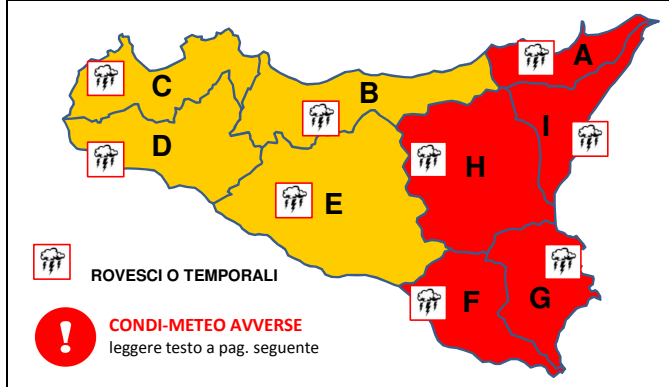 A
C
B
I
D
H
E
F
G
ROVESCI O TEMPORALI
!
CONDI-METEO AVVERSE
leggere testo a pag. seguente